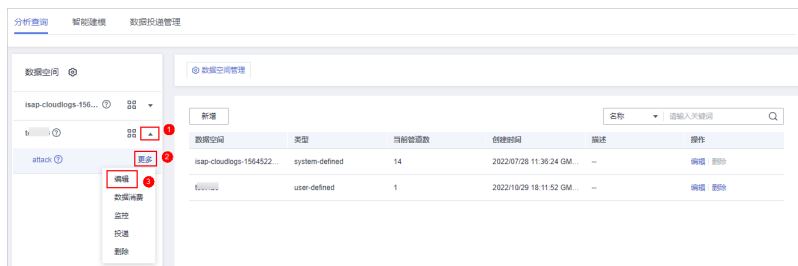 分析查询 智能建模 数据投递管理
数据空间
数据空间管理
isap-cloudlogs-156...
新增
名称 请输入关键词
1
数据空间 类型 当前管道数 创建时间 描述 操作
attack 更多 2
isap-cloudlogs-1564522... system-defined 14 2022/07/28 11:36:24 GM... -- 编辑 删除
编辑 3
user-defined 1 2022/10/29 18:11:52 GM... -- 编辑 删除
数据消费
监控
投递
删除